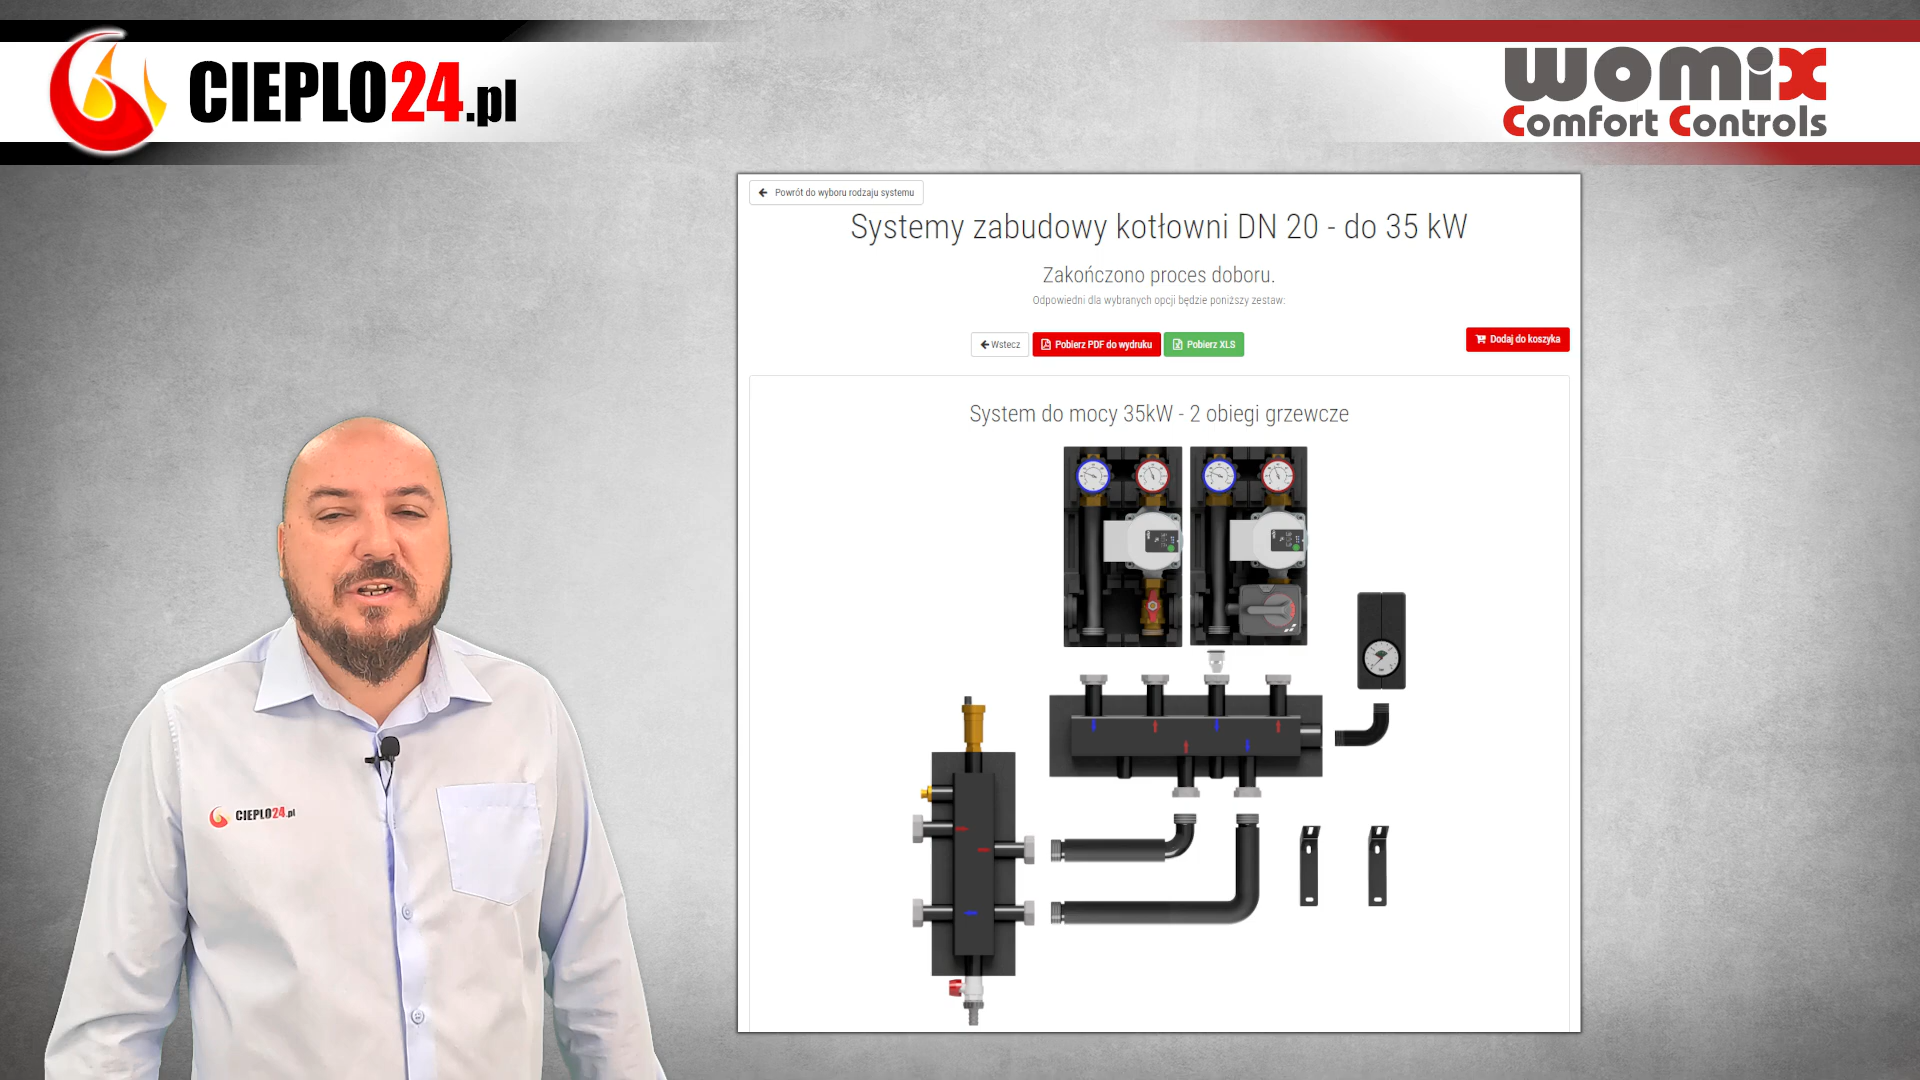 CIEPLO24.pl
womix
Comfort Controls
Powrót do wyboru rodzaju systemu
Systemy zabudowy kotłowni DN 20 - do 35 kW
Zakończono proces doboru.
Odpowiedni dla wybranych opcji będzie poniższy zestaw:
Wstecz
Pobierz PDF do wydruku
Pobierz XLS
Dodaj do koszyka
System do mocy 35kW - 2 obiegi grzewcze
CIEPLO24.pl